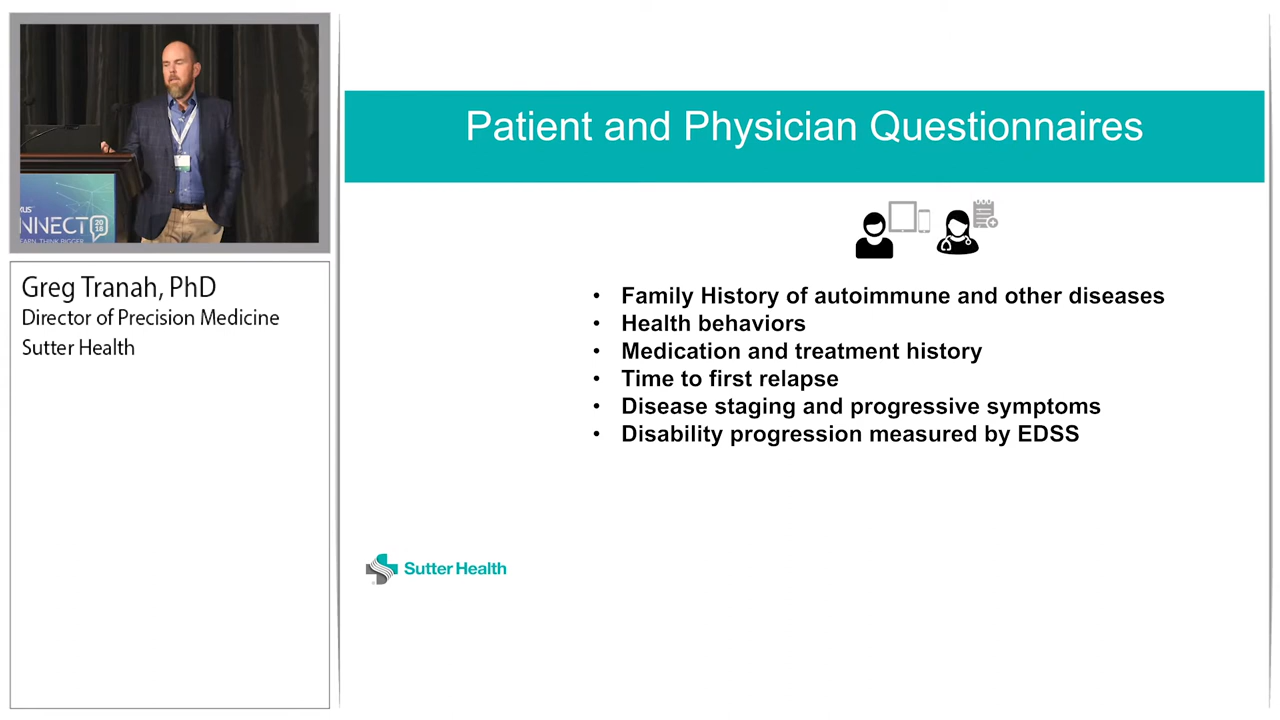 NNECT
2018
Greg Tranah, PhD
Director of Precision Medicine
Sutter Health
Patient and Physician Questionnaires
• Family History of autoimmune and other diseases
• Health behaviors
• Medication and treatment history
• Time to first relapse
• Disease staging and progressive symptoms
• Disability progression measured by EDSS
Sutter Health